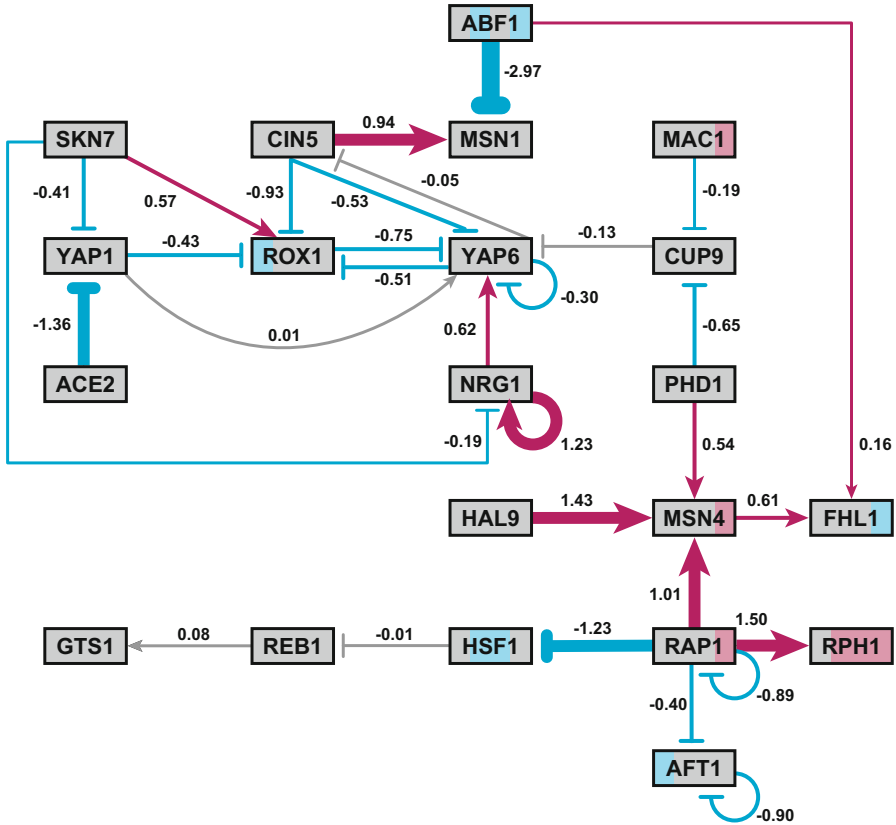 ABF1
-2.97
SKN7
CIN5
0.94
MSN1
MAC1
-0.41
0.57
-0.93
-0.53
-0.05
-0.19
YAP1
-0.43
ROX1
-0.75
-0.51
YAP6
-0.13
CUP9
-0.30
-1.36
0.01
0.62
-0.65
ACE2
NRG1
PHD1
-0.19
1.23
0.54
0.16
HAL9
1.43
MSN4
0.61
FHL1
1.01
GTS1
0.08
REB1
-0.01
HSF1
-1.23
RAP1
1.50
RPH1
-0.89
-0.40
AFT1
-0.90